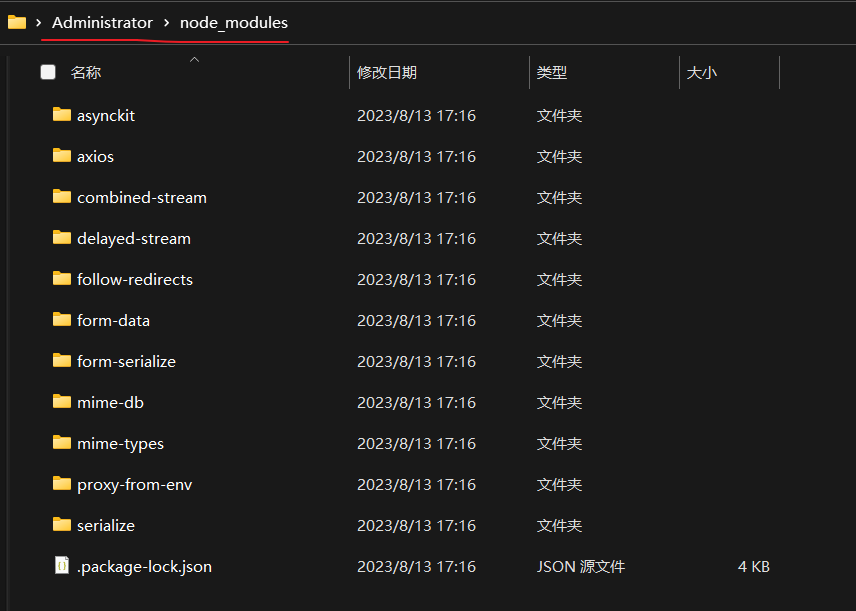 Administrator > node_modules
名称 修改日期 类型 大小
asynckit 2023/8/13 17:16 文件夹
axios 2023/8/13 17:16 文件夹
combined-stream 2023/8/13 17:16 文件夹
delayed-stream 2023/8/13 17:16 文件夹
follow-redirects 2023/8/13 17:16 文件夹
form-data 2023/8/13 17:16 文件夹
form-serialize 2023/8/13 17:16 文件夹
mime-db 2023/8/13 17:16 文件夹
mime-types 2023/8/13 17:16 文件夹
proxy-from-env 2023/8/13 17:16 文件夹
serialize 2023/8/13 17:16 文件夹
.package-lock.json 2023/8/13 17:16 JSON 源文件 4 KB